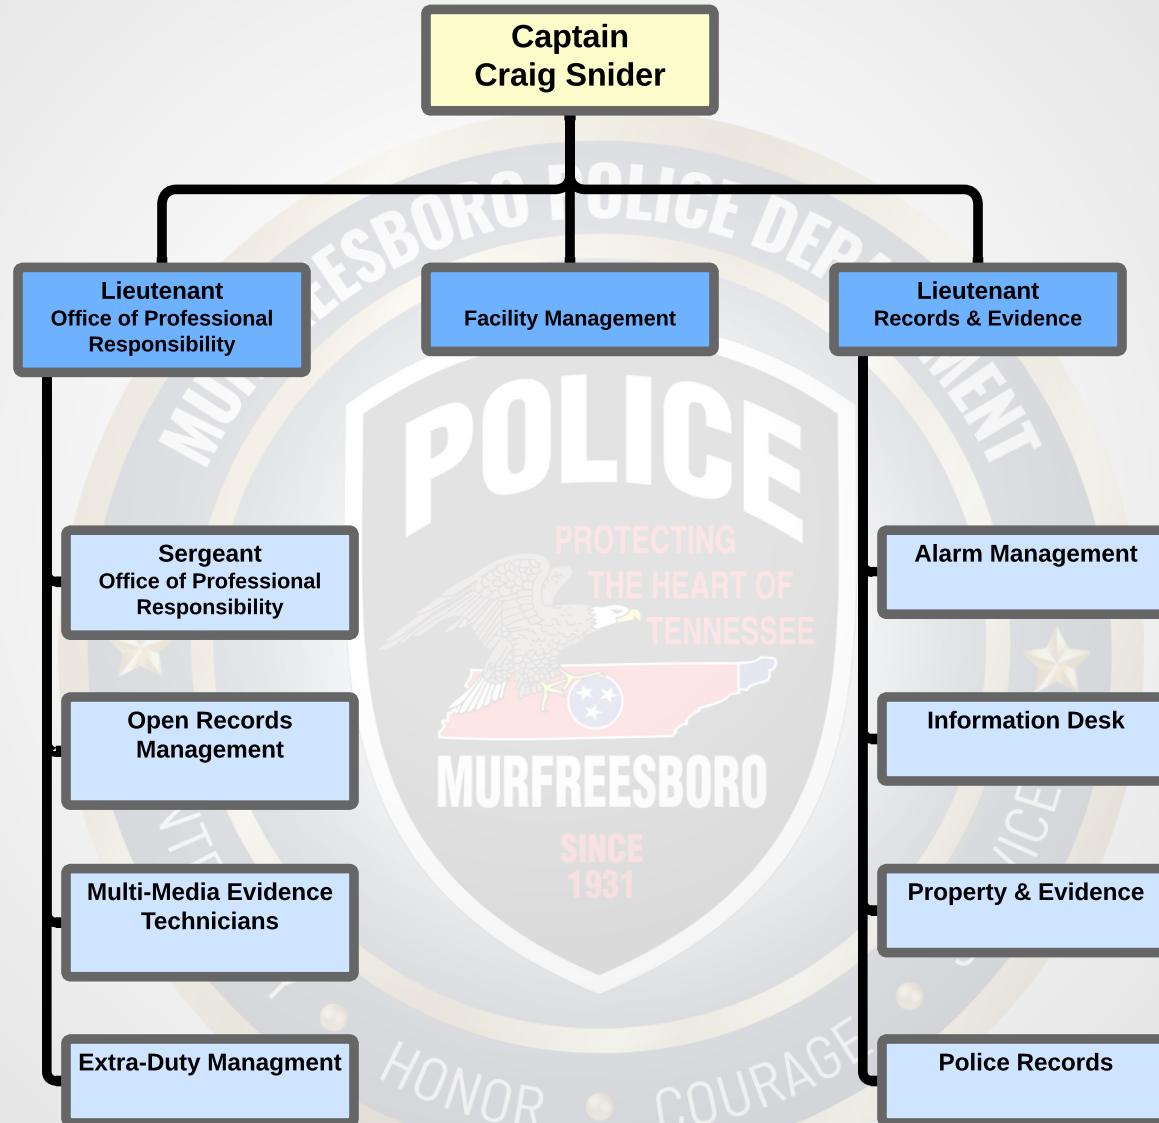 Captain
Craig Snider
Lieutenant
Office of Professional
Responsibility
Facility Management
Lieutenant
Records & Evidence
Sergeant
Office of Professional
Responsibility
Open Records
Management
Multi-Media Evidence
Technicians
Extra-Duty Managment
Alarm Management
Information Desk
Property & Evidence
Police Records
POLICE
PROTECTING
THE HEART OF
TENNESSEE
MURFREESBORO
SINCE
1931
HONOR
COURAGE